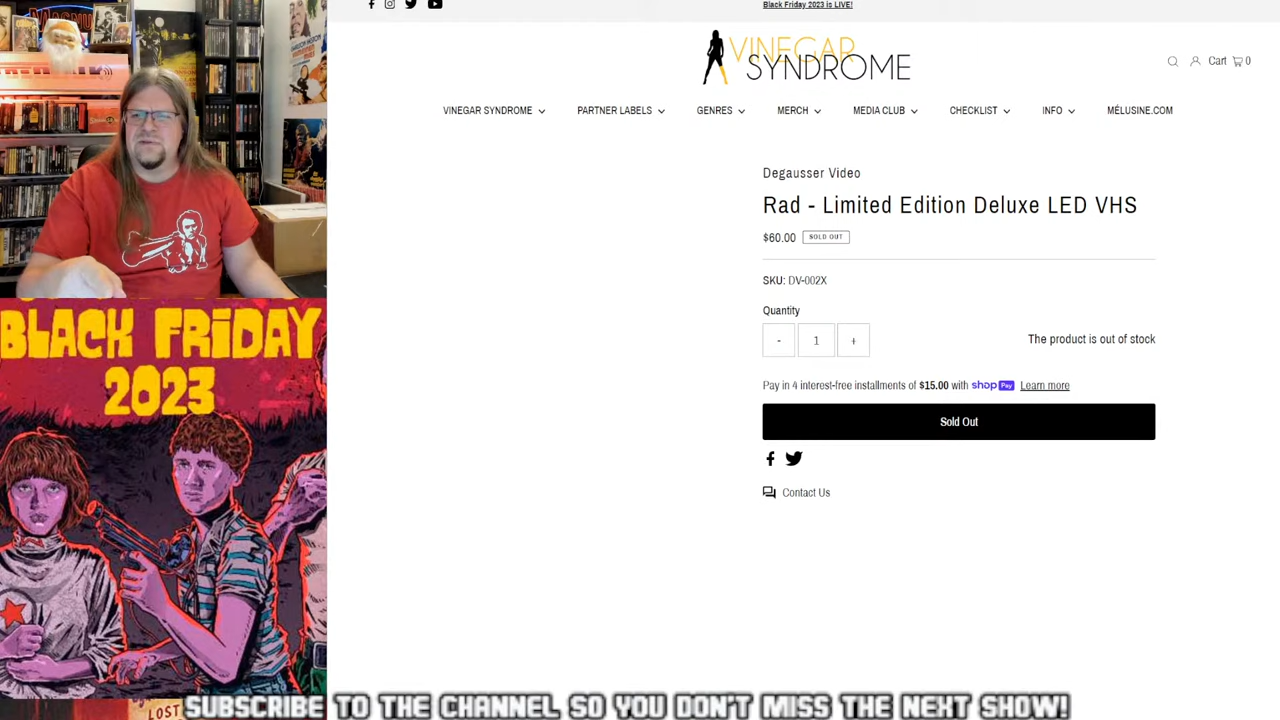 Black Friday 2023 is LIVE!
VINEGAR
SYNDROME
Cart 0
VINEGAR SYNDROME
PARTNER LABELS
GENRES
MERCH
MEDIA CLUB
CHECKLIST
INFO
MÉLUSINE.COM
Degausser Video
Rad - Limited Edition Deluxe LED VHS
$60.00 SOLD OUT
SKU: DV-002X
Quantity
- 1 +
The product is out of stock
Pay in 4 interest-free installments of $15.00 with shop Pay Learn more
Sold Out
Contact Us
BLACK FRIDAY
2023
LOST
SUBSCRIBE TO THE CHANNEL SO YOU DON'T MISS THE NEXT SHOW!